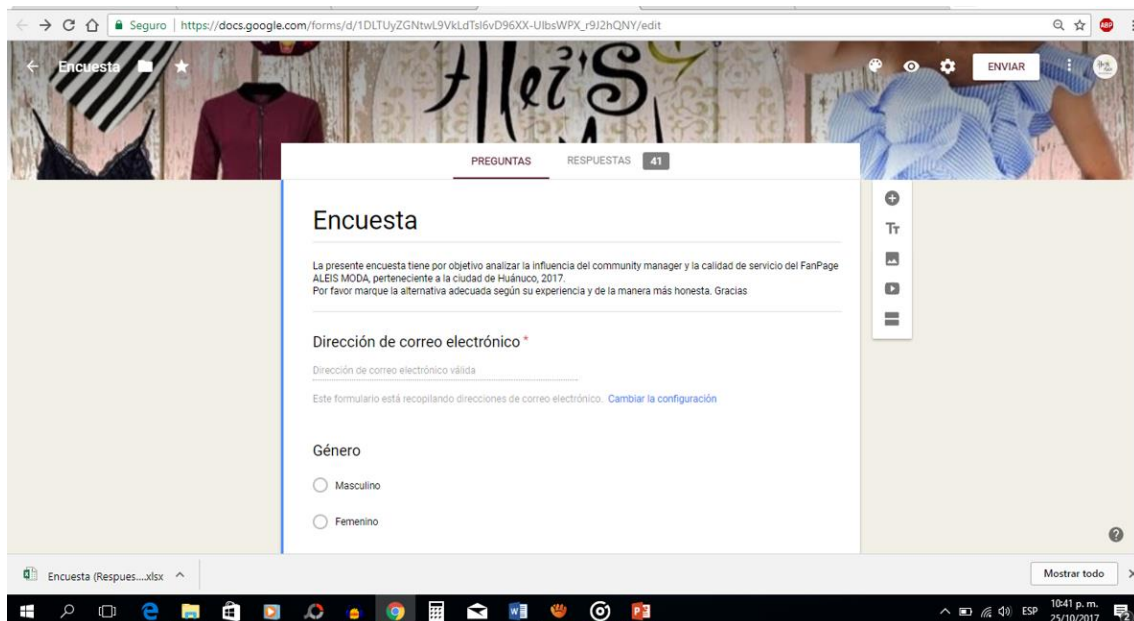 Seguro | https://docs.google.com/forms/d/1DLTUyZGNtwL9VkLdTsI6vD96XX-UIbsWPX_r9J2hQNY/edit
ABP
Encuesta
Alei'S
ENVIAR
PREGUNTAS RESPUESTAS 41
Encuesta
La presente encuesta tiene por objetivo analizar la influencia del community manager y la calidad de servicio del FanPage
ALEIS MODA, perteneciente a la ciudad de Huánuco, 2017.
Por favor marque la alternativa adecuada según su experiencia y de la manera más honesta. Gracias
Dirección de correo electrónico *
Dirección de correo electrónico válida
Este formulario está recopilando direcciones de correo electrónico. Cambiar la configuración
Género
Masculino
Femenino
Encuesta (Respues....xlsx
Mostrar todo
ESP
10:41 p. m.
25/10/2017
2